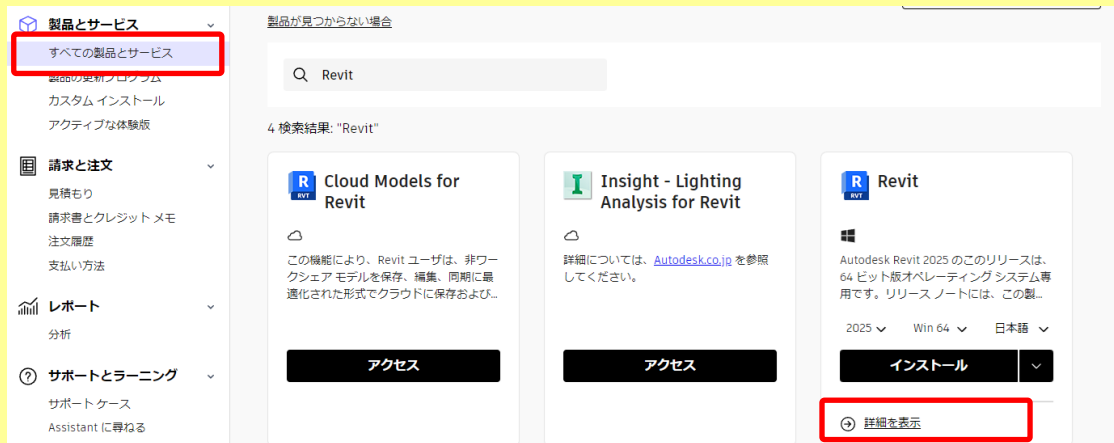 製品とサービス
すべての製品とサービス
製品の更新プログラム
カスタム インストール
アクティブな体験版
請求と注文
見積もり
請求書とクレジット メモ
注文履歴
支払い方法
レポート
分析
サポートとラーニング
サポート ケース
Assistant に尋ねる
製品が見つからない場合
Revit
4 検索結果: "Revit"
R
RVT
Cloud Models for
Revit
この機能により、Revit ユーザは、非ワー
クシェア モデルを保存、編集、同期に最
適化された形式でクラウドに保存および...
アクセス
I
Insight - Lighting
Analysis for Revit
詳細については、Autodesk.co.jp を参照
してください。
アクセス
R
RVT
Revit
Autodesk Revit 2025 のこのリリースは、
64 ビット版オペレーティング システム専
用です。リリース ノートには、この製...
2025 Win 64 日本語
インストール
詳細を表示